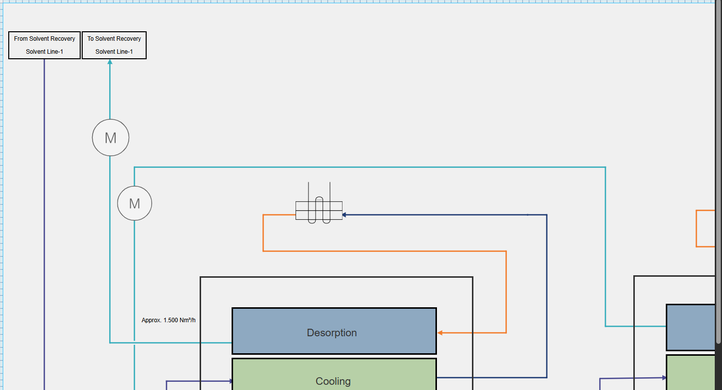 From Solvent Recovery
Solvent Line-1
To Solvent Recovery
Solvent Line-1
M
M
Approx. 1.500 Nm³/h
Desorption
Cooling